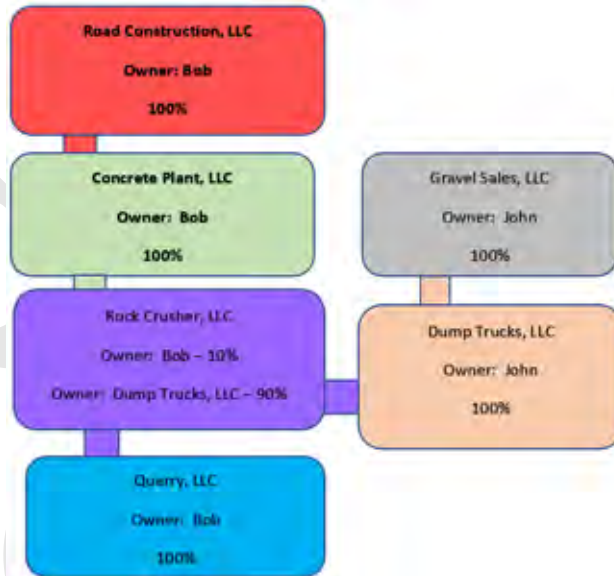 Road Construction, LLC
Owner: Bob
100%
Concrete Plant, LLC
Owner: Bob
100%
Gravel Sales, LLC
Owner: John
100%
Rock Crusher, LLC
Owner: Bob – 10%
Owner: Dump Trucks, LLC – 90%
Dump Trucks, LLC
Owner: John
100%
Querry, LLC
Owner: Bob
100%